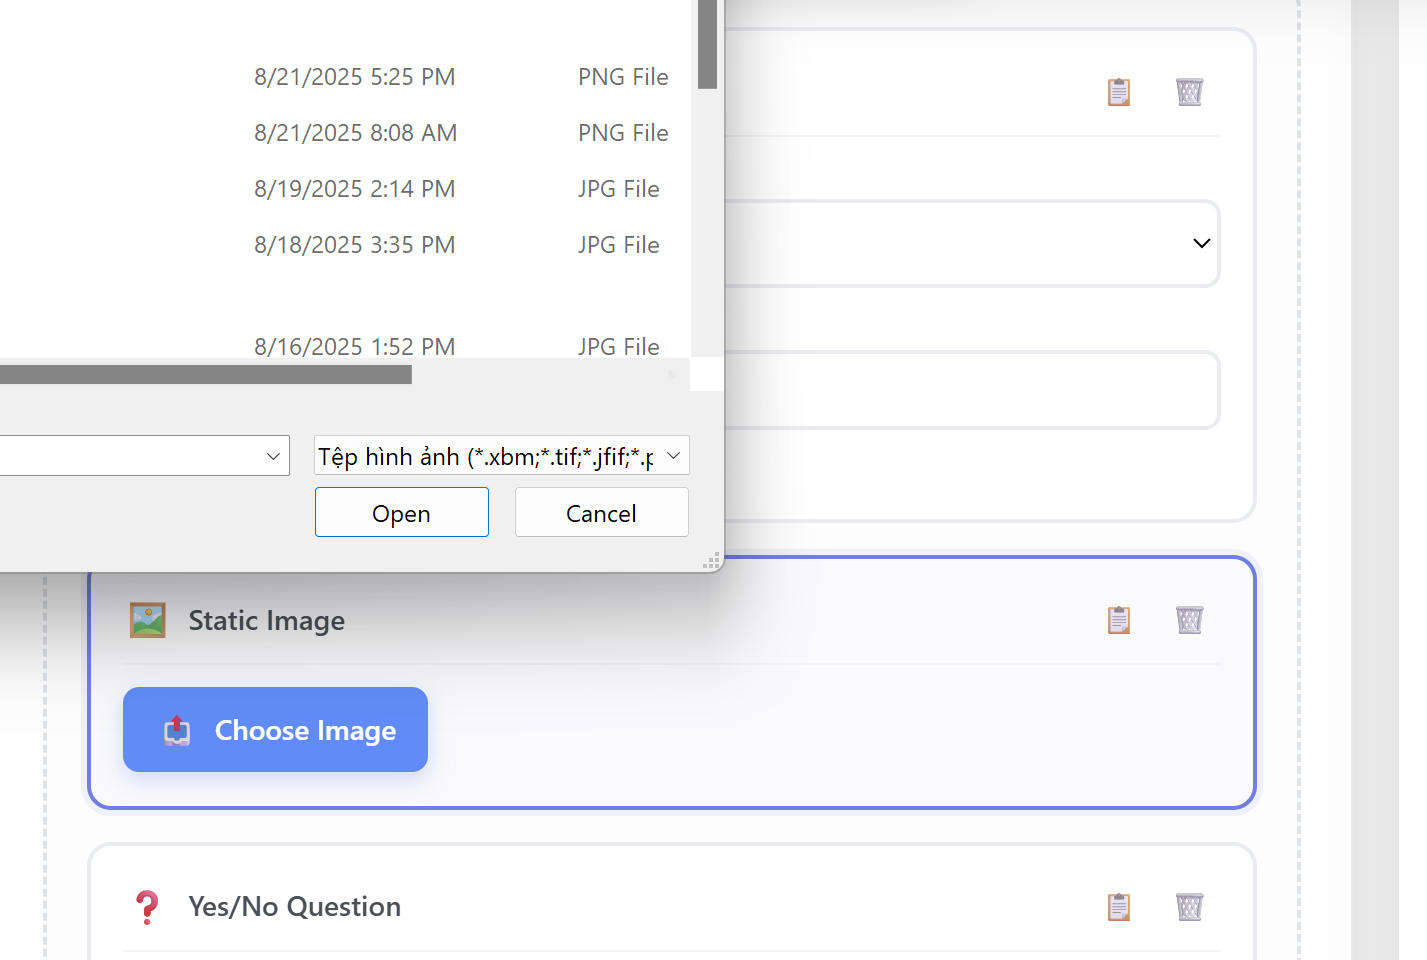 8/21/2025 5:25 PM PNG File
8/21/2025 8:08 AM PNG File
8/19/2025 2:14 PM JPG File
8/18/2025 3:35 PM JPG File
8/16/2025 1:52 PM JPG File
Tệp hình ảnh (*.xbm;*.tif;*.jfif;*.p
Open Cancel
Static Image
Choose Image
Yes/No Question